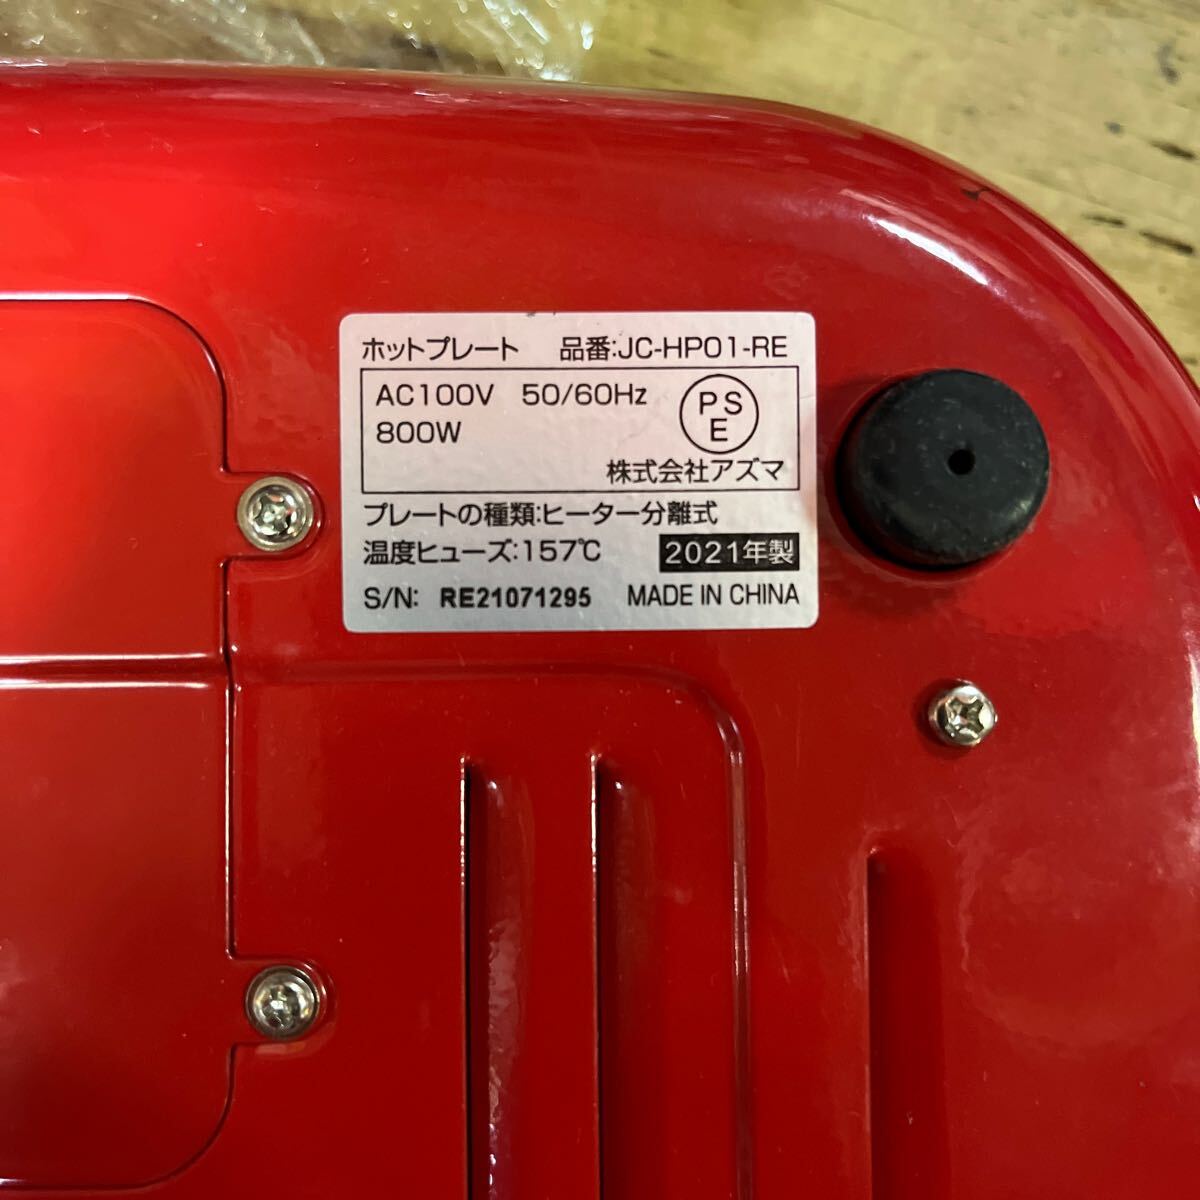 ホットプレート 品番:JC-HP01-RE
AC100V 50/60Hz
800W
PS
E
株式会社アズマ
プレートの種類:ヒーター分離式
温度ヒューズ:157℃ 2021年製
S/N: RE21071295 MADE IN CHINA